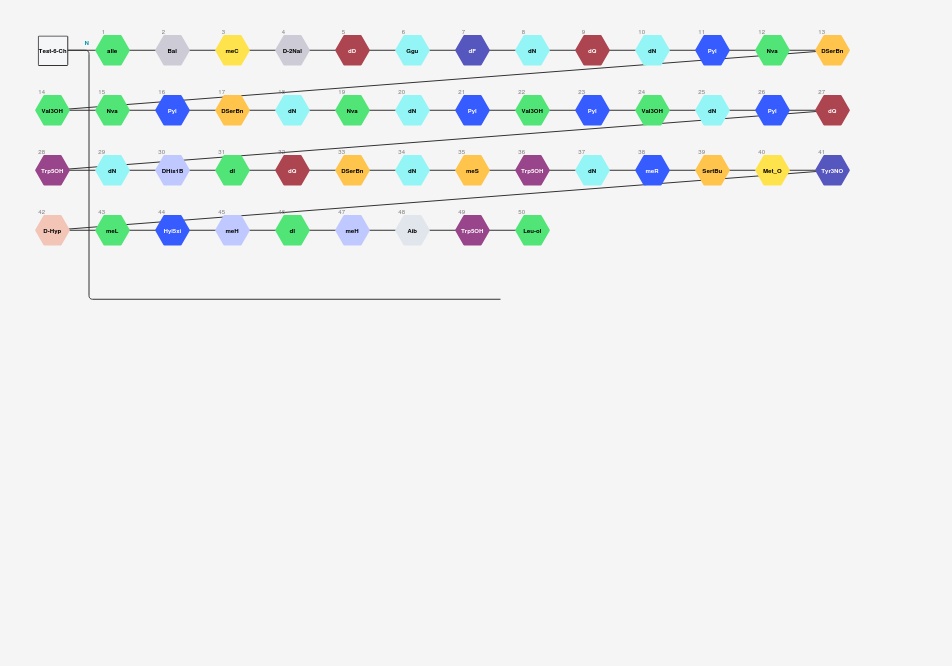 N 1 2 3 4 5 6 7 8 9 10 11 12 13
Test-6-Ch aIle Bal meC D-2Nal dD Ggu dF dN dQ dN Pyl Nva DSerBn
14 15 16 17 18 19 20 21 22 23 24 25 26 27
Val3OH Nva Pyl DSerBn dN Nva dN Pyl Val3OH Pyl Val3OH dN Pyl dQ
28 29 30 31 32 33 34 35 36 37 38 39 40 41
Trp5OH dN DHis1B dI dQ DSerBn dN meS Trp5OH dN meR SertBu Met_O Tyr3NO
42 43 44 45 46 47 48 49 50
D-Hyp meL meH dI meH Aib Trp5OH Leu-ol